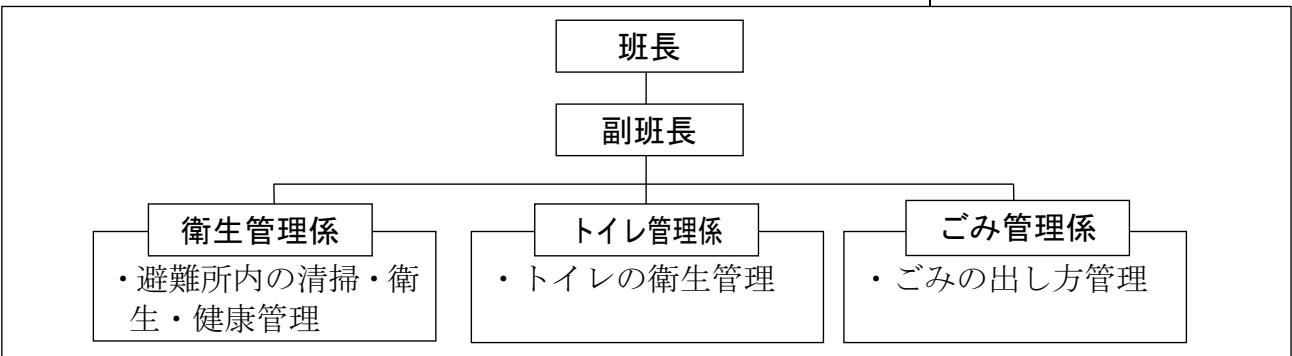 班長
副班長
衛生管理係
・避難所内の清掃・衛
生・健康管理
トイレ管理係
・トイレの衛生管理
ごみ管理係
・ごみの出し方管理